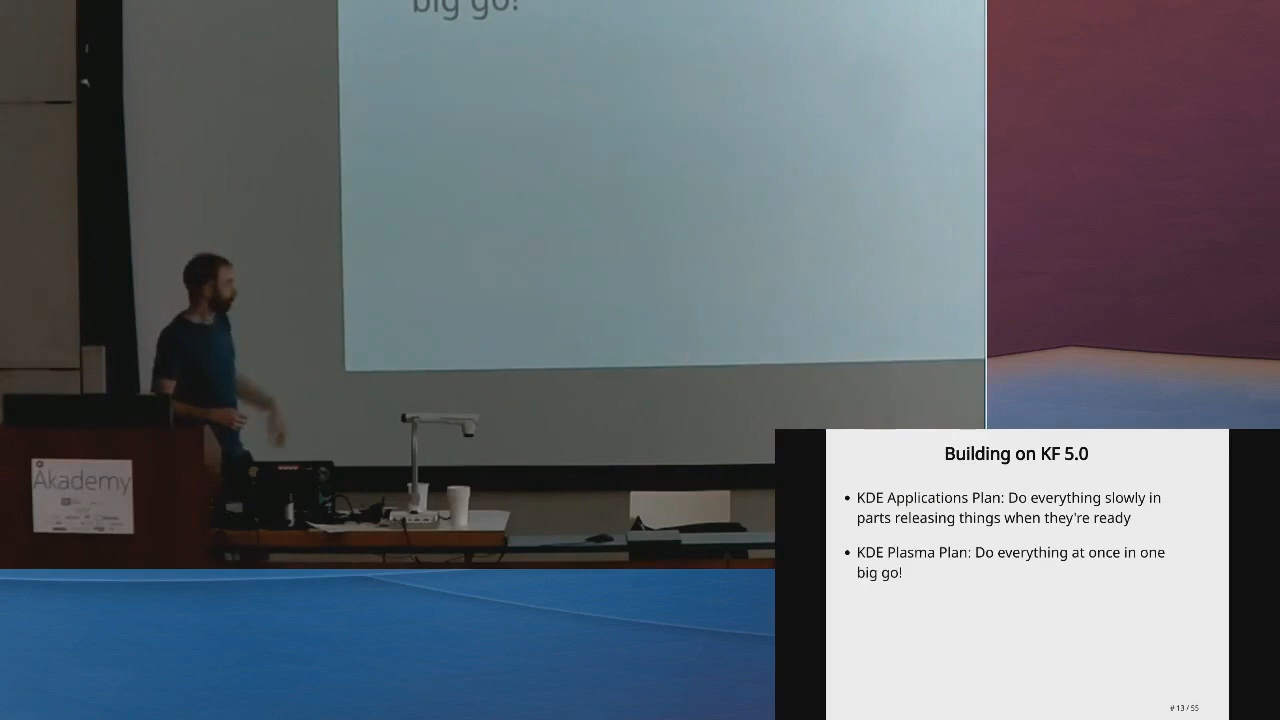 big go!
Akademy
Building on KF 5.0
• KDE Applications Plan: Do everything slowly in
parts releasing things when they're ready
• KDE Plasma Plan: Do everything at once in one
big go!
# 13 / 55